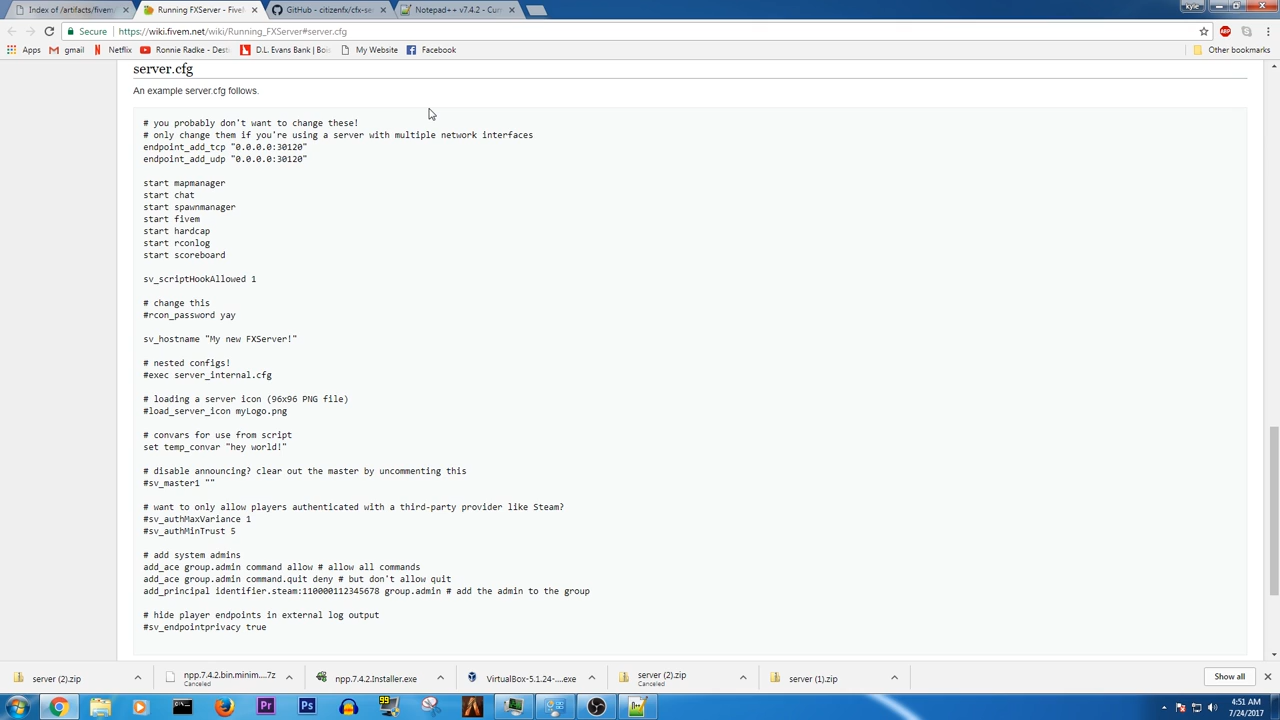 Index of /artifacts/fivem
Running FXServer - FiveM
GitHub - citizenfx/cfx-se
Notepad++ v7.4.2 - Curr
kyle
Secure
https://wiki.fivem.net/wiki/Running_FXServer#server.cfg
ABP
Apps
gmail
Netflix
Ronnie Radke - Desti
D.L. Evans Bank | Boi
My Website
Facebook
Other bookmarks
server.cfg
An example server.cfg follows.
# you probably don't want to change these!
# only change them if you're using a server with multiple network interfaces
endpoint_add_tcp "0.0.0.0:30120"
endpoint_add_udp "0.0.0.0:30120"
start mapmanager
start chat
start spawnmanager
start fivem
start hardcap
start rconlog
start scoreboard
sv_scriptHookAllowed 1
# change this
#rcon_password yay
sv_hostname "My new FXServer!"
# nested configs!
#exec server_internal.cfg
# loading a server icon (96x96 PNG file)
#load_server_icon myLogo.png
# convars for use from script
set temp_convar "hey world!"
# disable announcing? clear out the master by uncommenting this
#sv_master1 ""
# want to only allow players authenticated with a third-party provider like Steam?
#sv_authMaxVariance 1
#sv_authMinTrust 5
# add system admins
add_ace group.admin command allow # allow all commands
add_ace group.admin command.quit deny # but don't allow quit
add_principal identifier.steam:110000112345678 group.admin # add the admin to the group
# hide player endpoints in external log output
#sv_endpointprivacy true
server (2).zip
npp.7.4.2.bin.minim....7z
Canceled
npp.7.4.2.Installer.exe
VirtualBox-5.1.24-....exe
server (2).zip
Canceled
server (1).zip
Show all
Pr
Ps
99
4:51 AM
7/24/2017